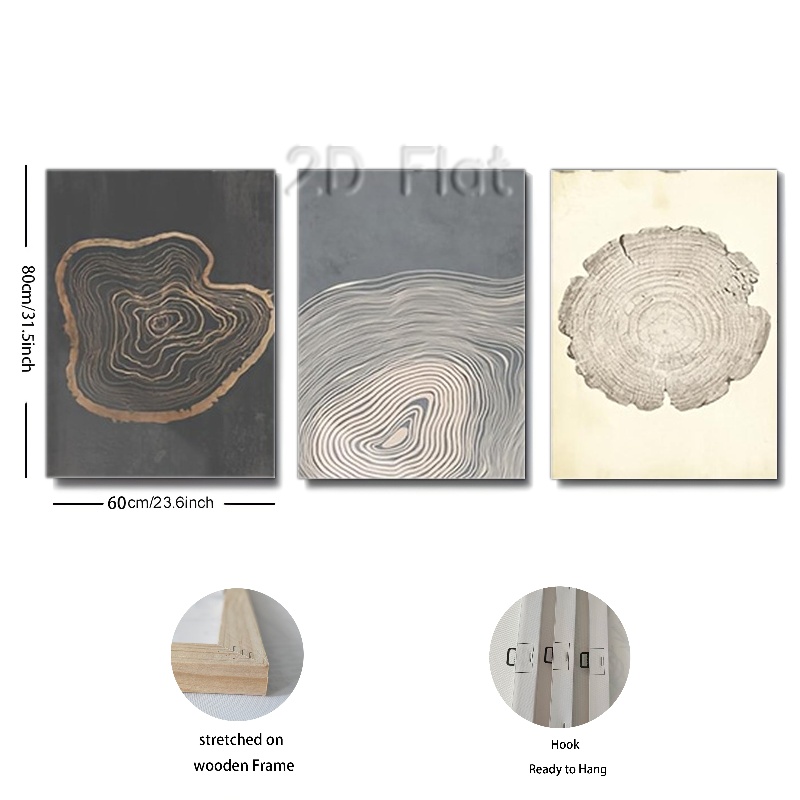 2D Flat
80cm/31.5inch
60cm/23.6inch
stretched on
wooden Frame
Hook
Ready to Hang